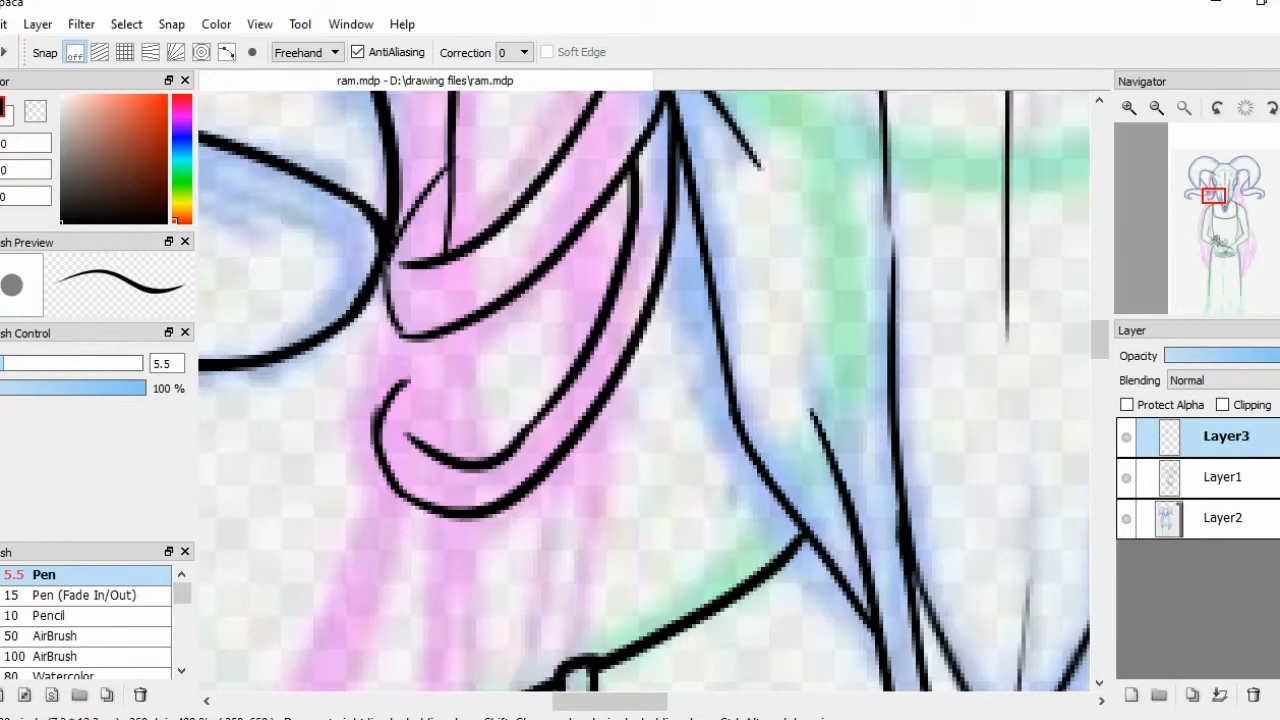 paca
it Layer Filter Select Snap Color View Tool Window Help
Snap off Freehand AntiAliasing Correction 0 Soft Edge
or
ram.mdp - D:\drawing files\ram.mdp
Navigator
0
0
0
sh Preview
sh Control
5.5
100 %
Layer
Opacity
Blending Normal
Protect Alpha Clipping
Layer3
Layer1
Layer2
sh
5.5 Pen
15 Pen (Fade In/Out)
10 Pencil
50 AirBrush
100 AirBrush
80 Watercolor